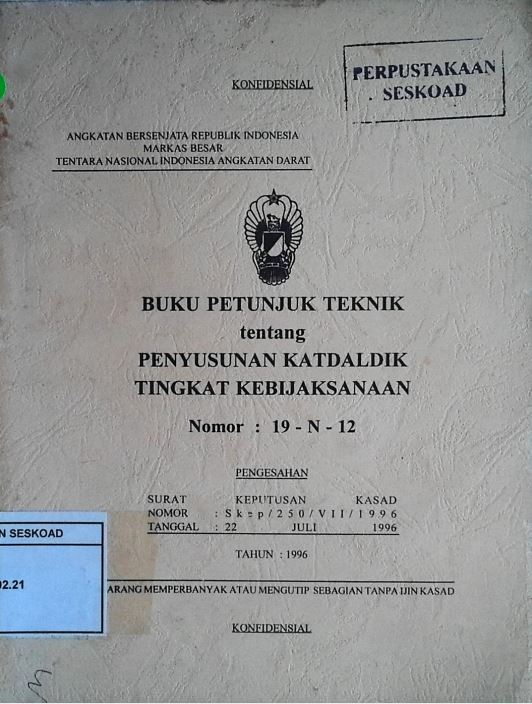 KONFIDENSIAL
PERPUSTAKAAN
SESKOAD
ANGKATAN BERSENJATA REPUBLIK INDONESIA
MARKAS BESAR
TENTARA NASIONAL INDONESIA ANGKATAN DARAT
BUKU PETUNJUK TEKNIK
tentang
PENYUSUNAN KATDALDIK
TINGKAT KEBIJAKSANAAN
Nomor : 19 - N - 12
PENGESAHAN
SURAT KEPUTUSAN KASAD
NOMOR : Skep/250/VII/1996
TANGGAL : 22 JULI 1996
TAHUN : 1996
N SESKOAD
02.21
ARANG MEMPERBANYAK ATAU MENGUTIP SEBAGIAN TANPA IJIN KASAD
KONFIDENSIAL